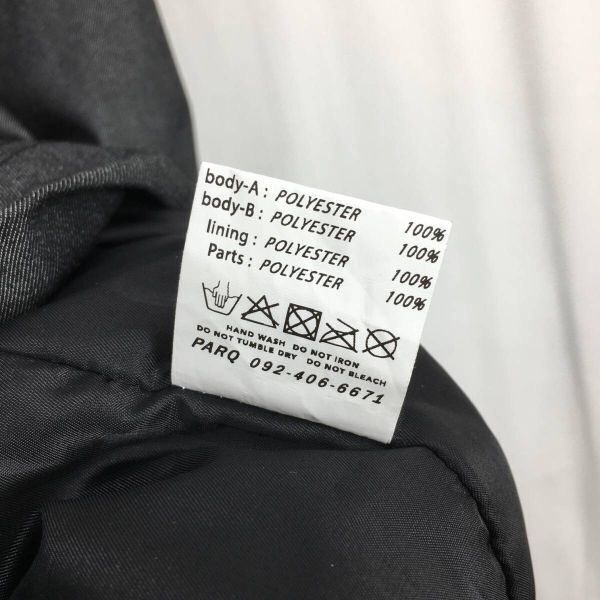 body-A : POLYESTER 100%
body-B : POLYESTER 100%
lining : POLYESTER 100%
Parts : POLYESTER 100%
HAND WASH DO NOT IRON
DO NOT TUMBLE DRY DO NOT BLEACH
PARQ 092-406-6671